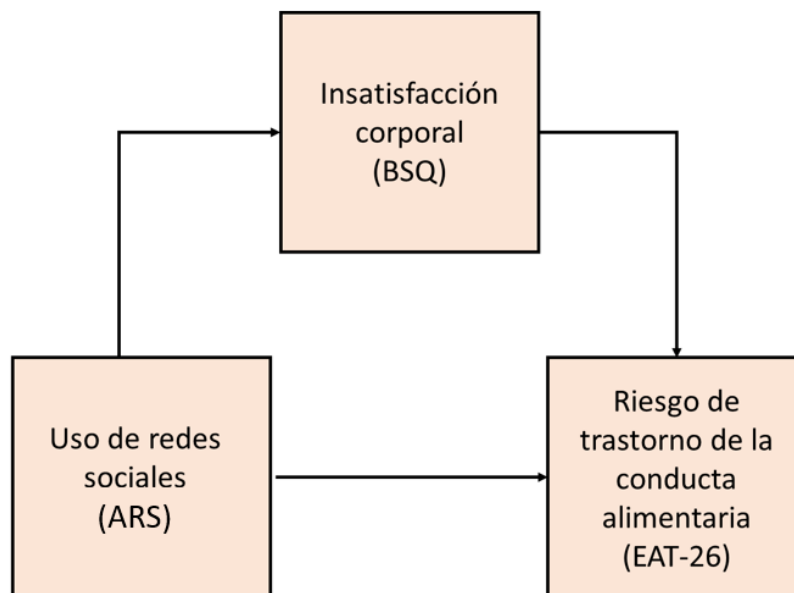 Insatisfacción
corporal
(BSQ)
Uso de redes
sociales
(ARS)
Riesgo de
trastorno de la
conducta
alimentaria
(EAT-26)